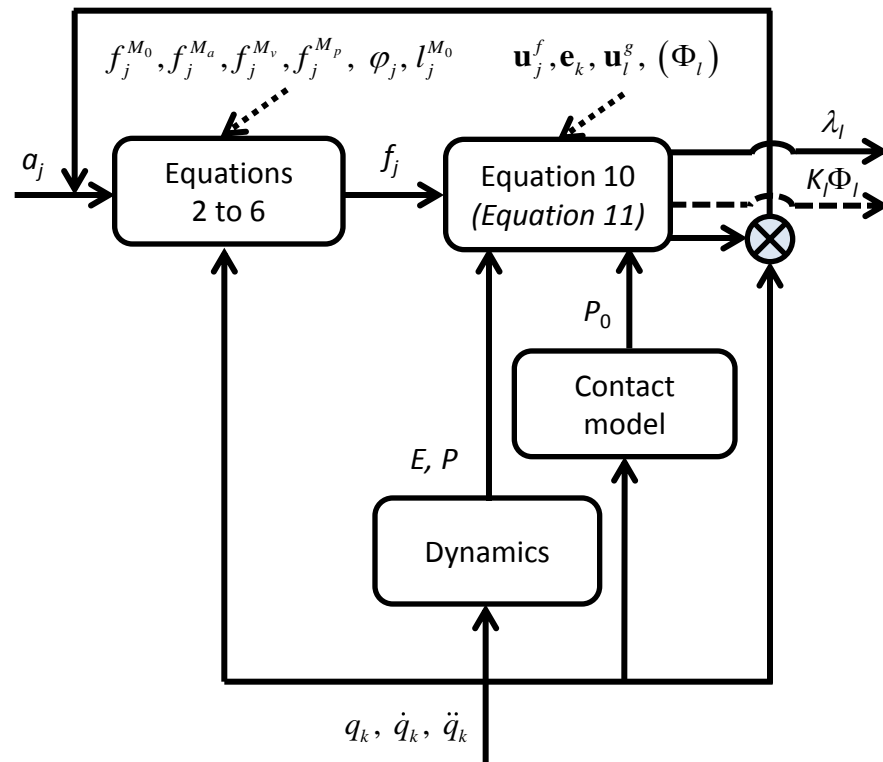 f_j^{M_0}, f_j^{M_a}, f_j^{M_v}, f_j^{M_p}, φ_j, l_j^{M_0}
u_j^f, e_k, u_l^g, (Φ_l)
λ_l
a_j
Equations
2 to 6
f_j
Equation 10
(Equation 11)
K_lΦ_l
P_0
Contact
model
E, P
Dynamics
q_k, q̇_k, q̈_k